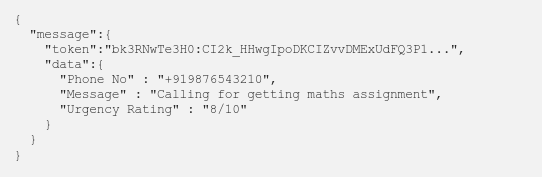 {
"message":{
"token":"bk3RNwTe3H0:CI2k_HHwgIpoDKCIZvvDMExUdFQ3P1...",
"data":{
"Phone No" : "+919876543210",
"Message" : "Calling for getting maths assignment",
"Urgency Rating" : "8/10"
}
}
}